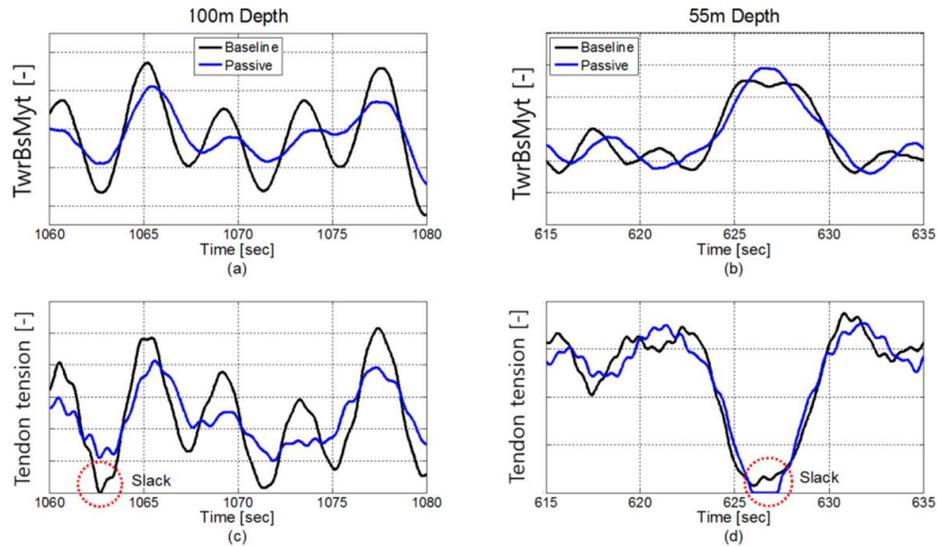 100m Depth
Baseline
Passive
TwrBsMyt [-]
1060 1065 1070 1075 1080
Time [sec]
(a)
55m Depth
Baseline
Passive
TwrBsMyt [-]
615 620 625 630 635
Time [sec]
(b)
Tendon tension [-]
Slack
1060 1065 1070 1075 1080
Time [sec]
(c)
Tendon tension [-]
Slack
615 620 625 630 635
Time [sec]
(d)